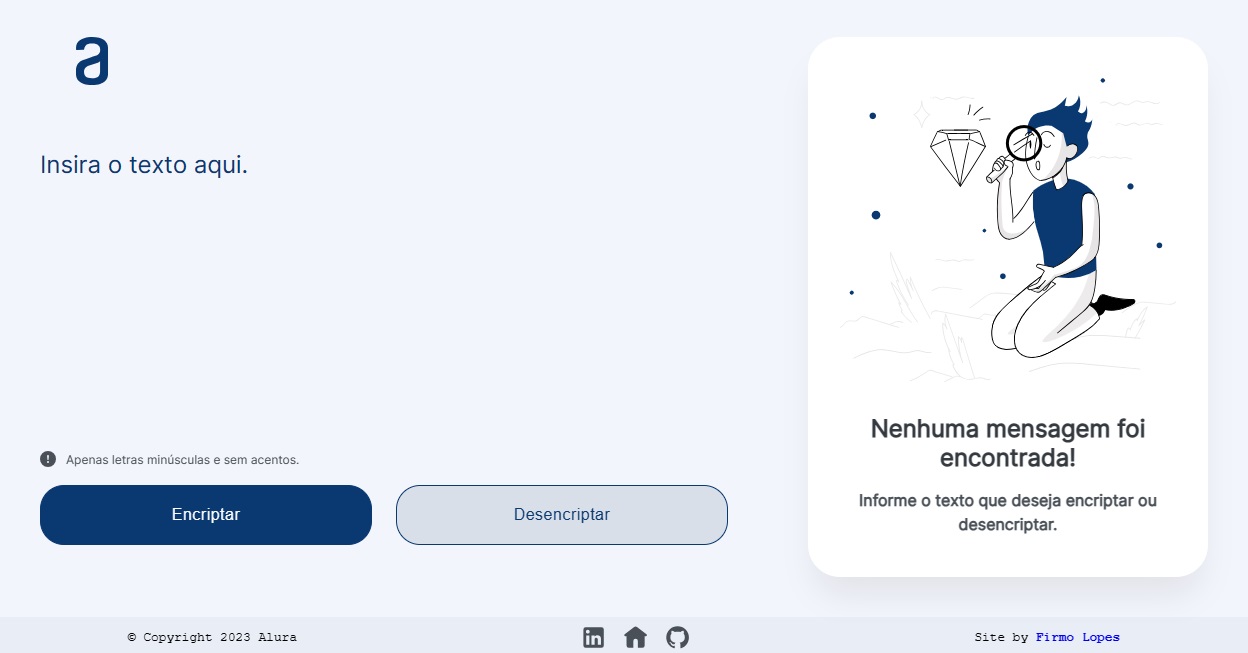 a
Insira o texto aqui.
Apenas letras minúsculas e sem acentos.
Encriptar
Desencriptar
Nenhuma mensagem foi
encontrada!
Informe o texto que deseja encriptar ou
desencriptar.
© Copyright 2023 Alura
in
Site by Firmo Lopes